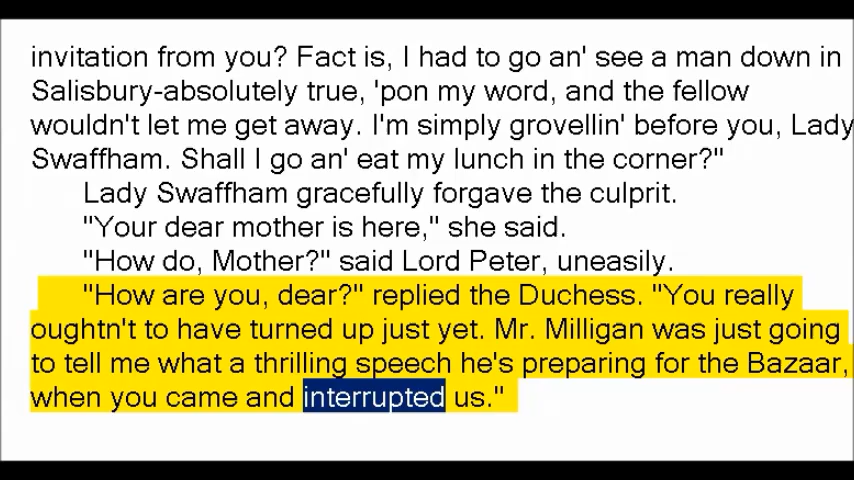 invitation from you? Fact is, I had to go an' see a man down in
Salisbury-absolutely true, 'pon my word, and the fellow
wouldn't let me get away. I'm simply grovellin' before you, Lady
Swaffham. Shall I go an' eat my lunch in the corner?"
Lady Swaffham gracefully forgave the culprit.
"Your dear mother is here," she said.
"How do, Mother?" said Lord Peter, uneasily.
"How are you, dear?" replied the Duchess. "You really
oughtn't to have turned up just yet. Mr. Milligan was just going
to tell me what a thrilling speech he's preparing for the Bazaar,
when you came and interrupted us."